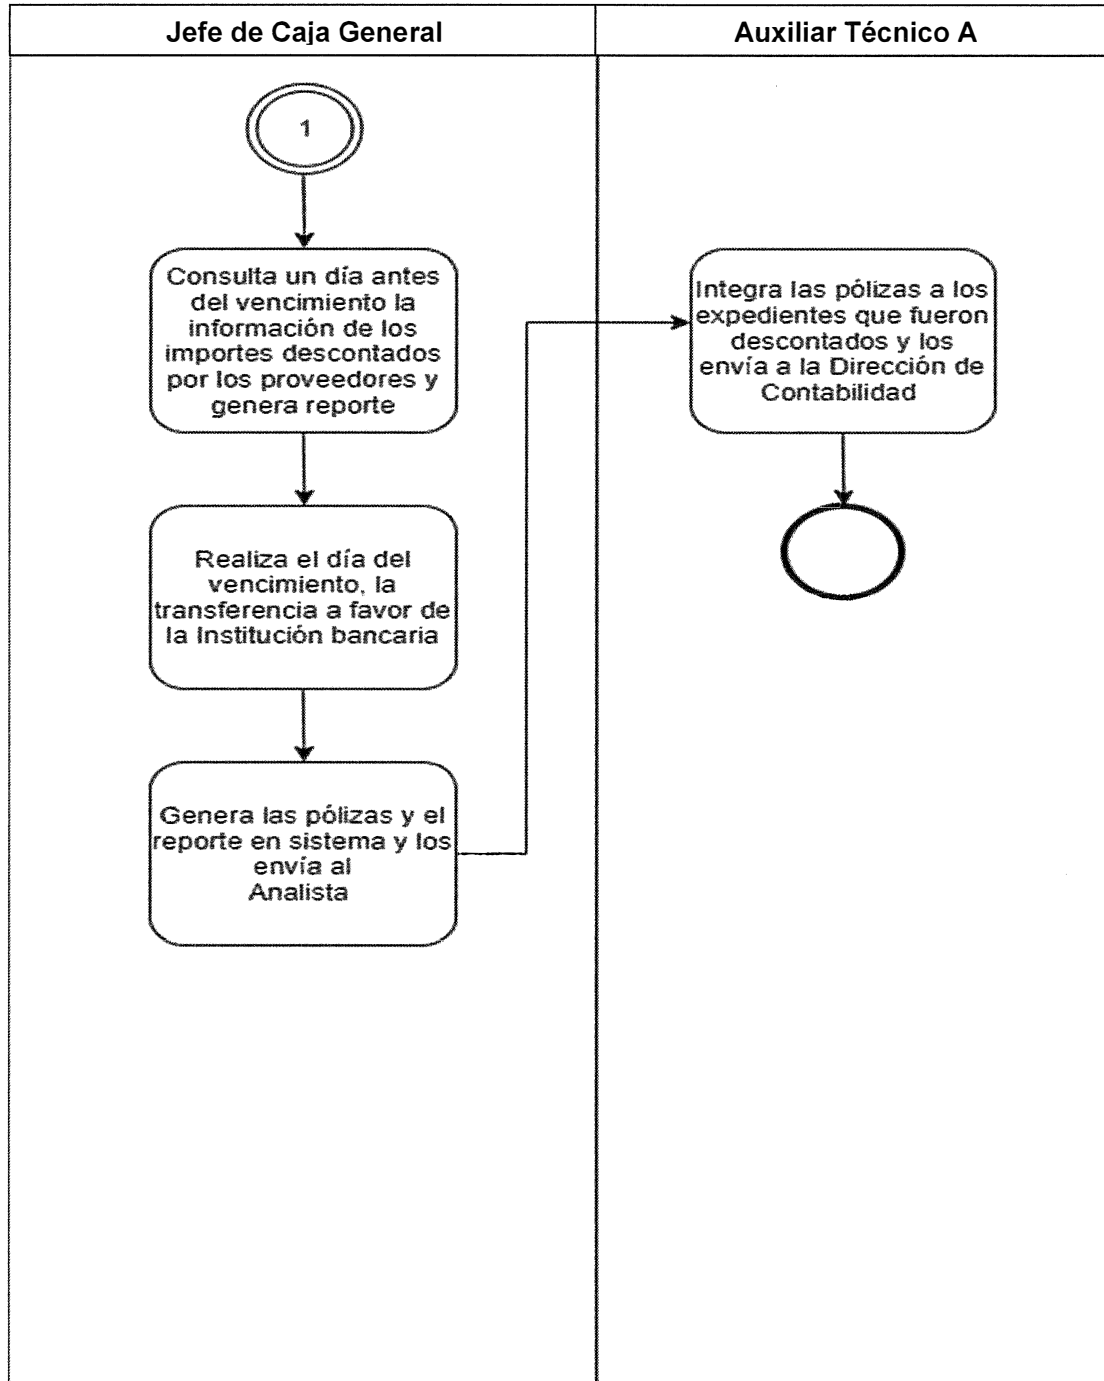 Jefe de Caja General
Auxiliar Técnico A
1
Consulta un día antes
del vencimiento la
información de los
importes descontados
por los proveedores y
genera reporte
Realiza el día del
vencimiento, la
transferencia a favor de
la Institución bancaria
Genera las pólizas y el
reporte en sistema y los
envía al
Analista
Integra las pólizas a los
expedientes que fueron
descontados y los
envía a la Dirección de
Contabilidad